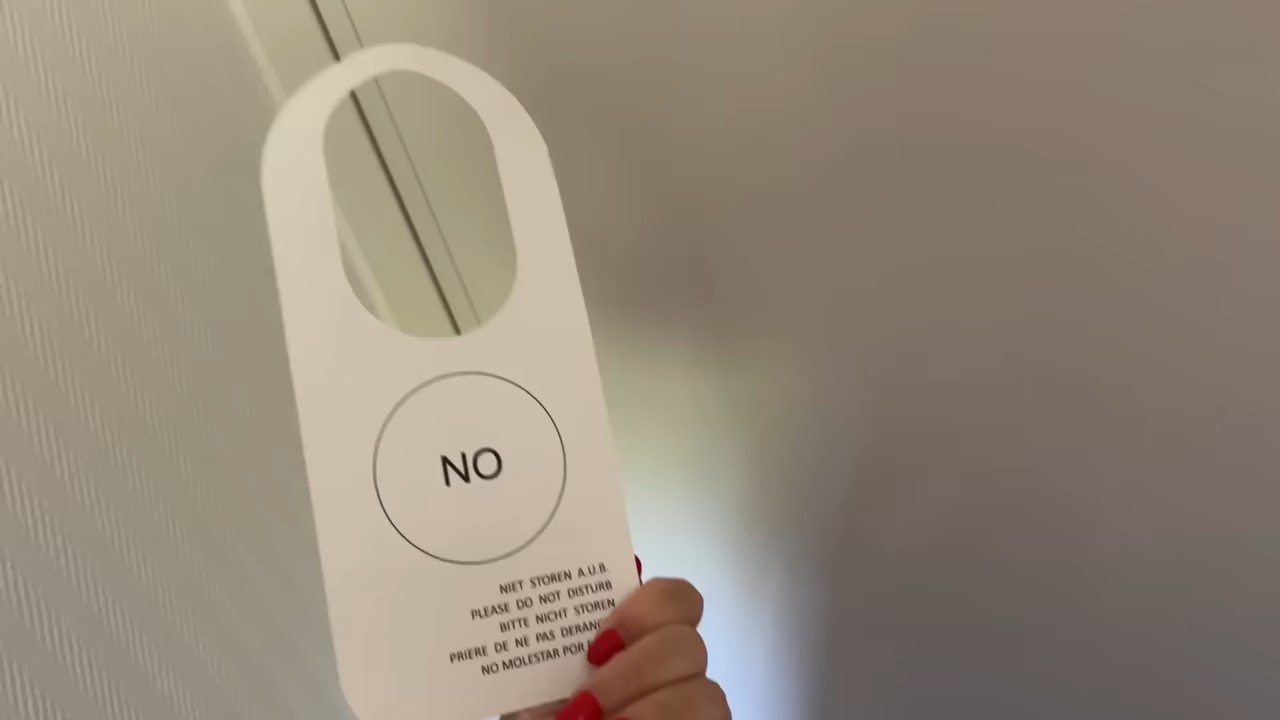 NO
NIET STOREN A.U.B.
PLEASE DO NOT DISTURB
BITTE NICHT STOREN
PRIERE DE NE PAS
NO MOLESTAR POR